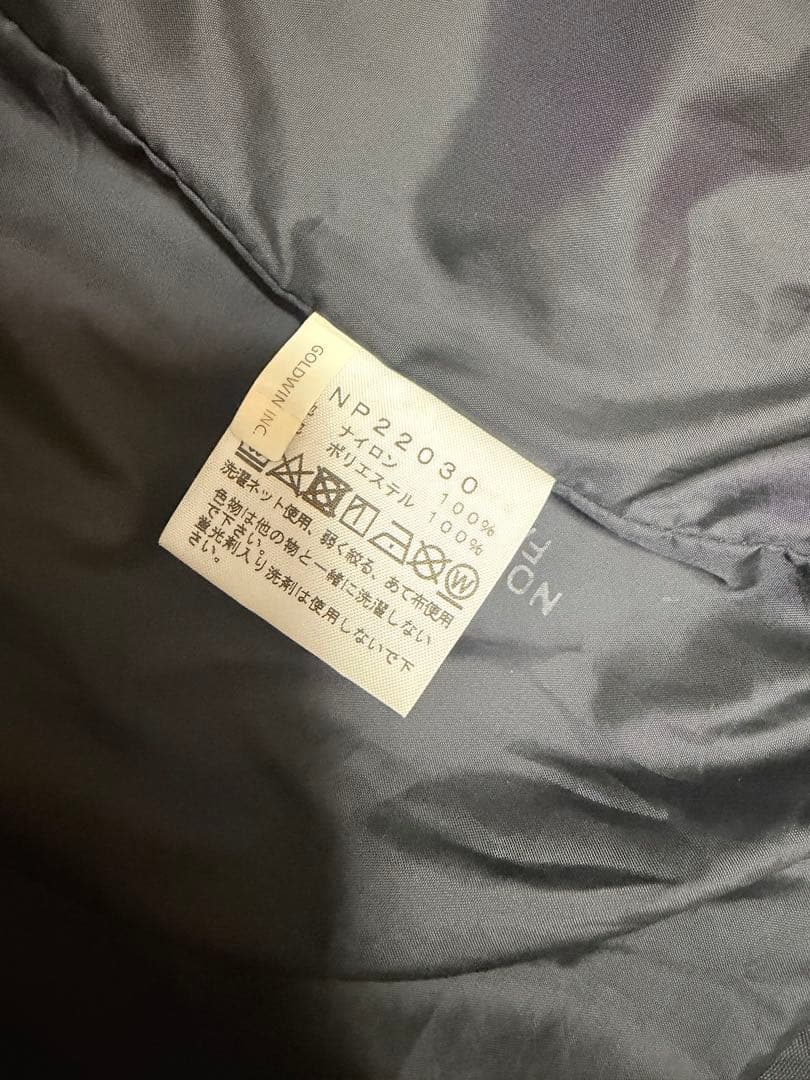 GOLDWIN INC.
NP22030
ナイロン 100%
ポリエステル 100%
W
洗濯ネット使用、弱く絞る、あて布使用
色物は他の物と一緒に洗濯しない
で下さい。
蛍光剤入り洗剤は使用しないで下
さい。
NO